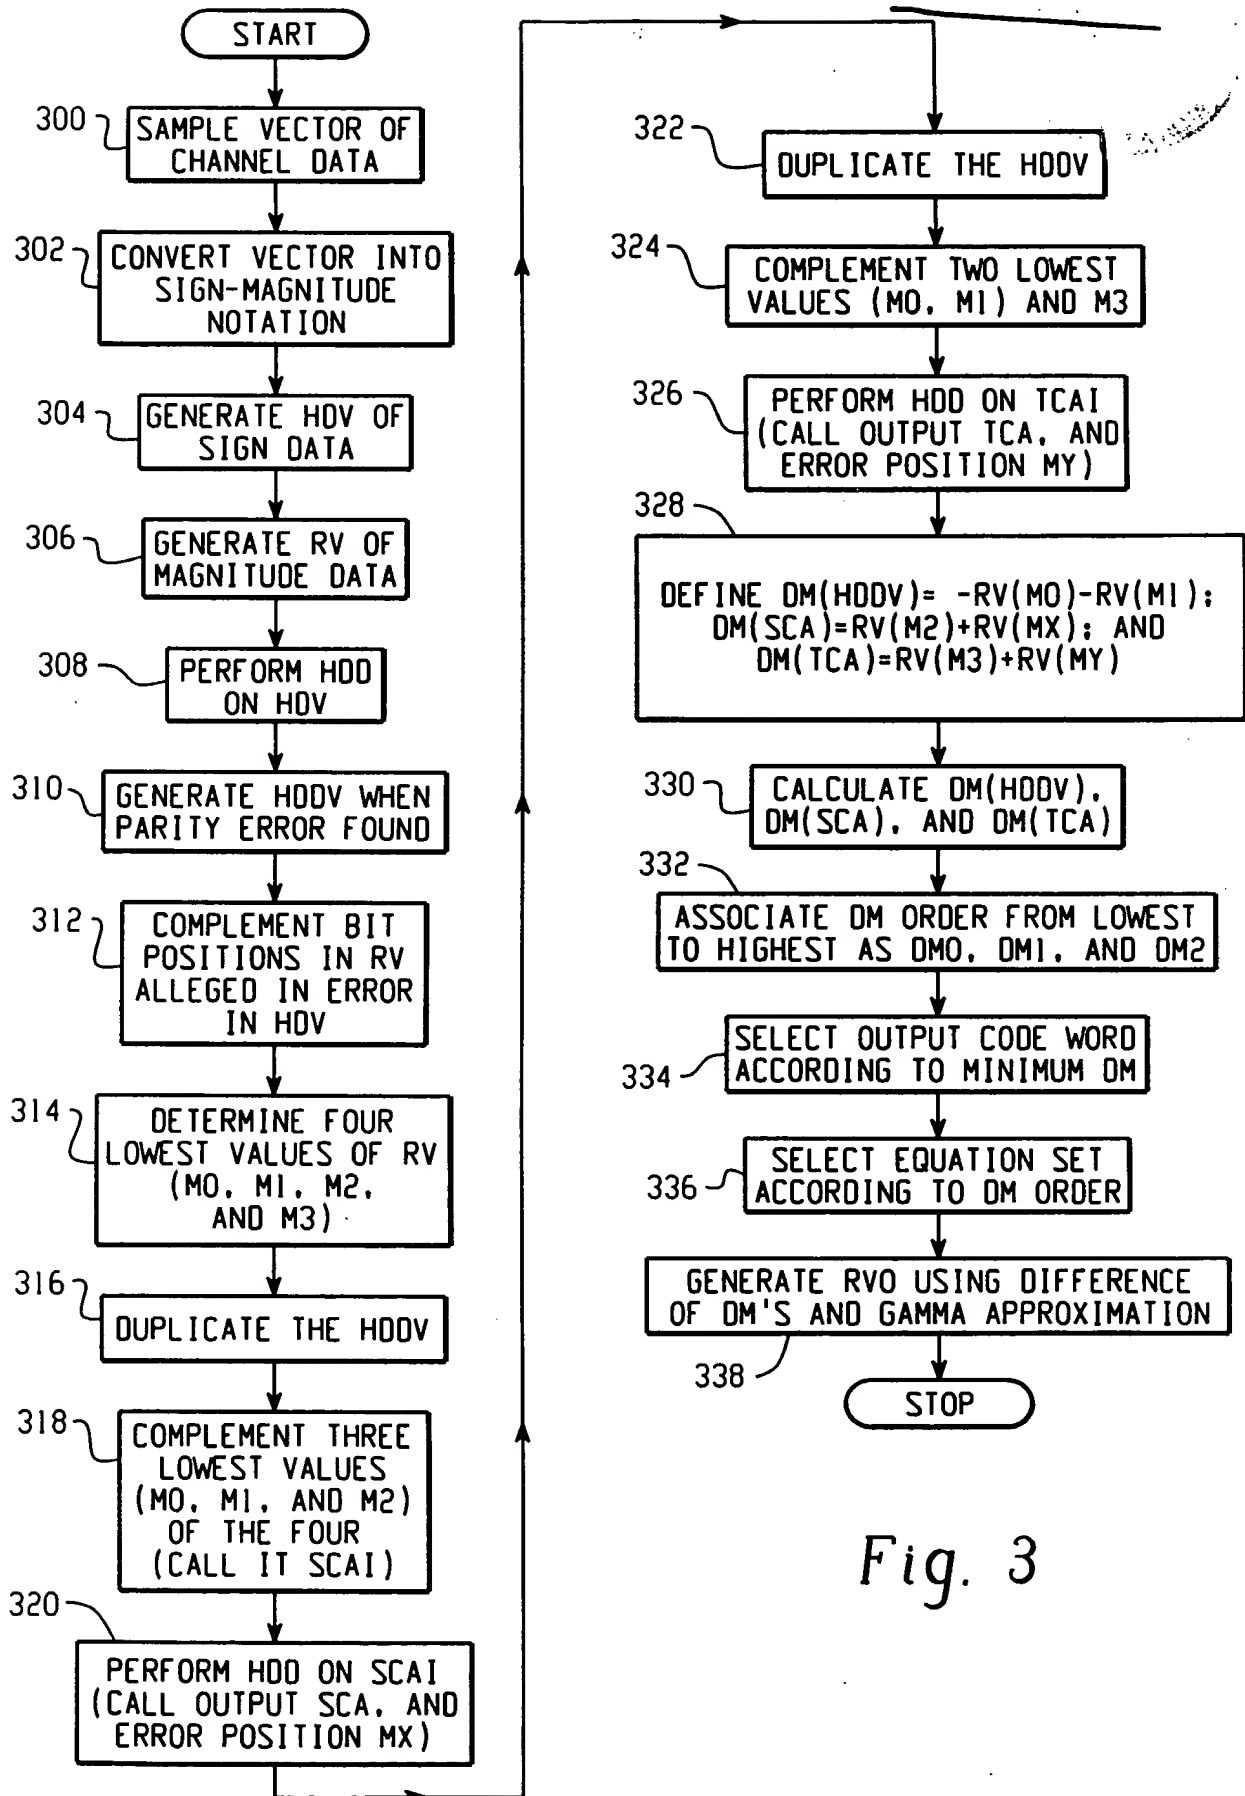 START
300
SAMPLE VECTOR OF
CHANNEL DATA
302
CONVERT VECTOR INTO
SIGN-MAGNITUDE
NOTATION
304
GENERATE HDV OF
SIGN DATA
306
GENERATE RV OF
MAGNITUDE DATA
308
PERFORM HDD
ON HDV
310
GENERATE HDDV WHEN
PARITY ERROR FOUND
312
COMPLEMENT BIT
POSITIONS IN RV
ALLEGED IN ERROR
IN HDV
314
DETERMINE FOUR
LOWEST VALUES OF RV
(M0, M1, M2,
AND M3)
316
DUPLICATE THE HDDV
318
COMPLEMENT THREE
LOWEST VALUES
(M0, M1, AND M2)
OF THE FOUR
(CALL IT SCAI)
320
PERFORM HDD ON SCAI
(CALL OUTPUT SCA, AND
ERROR POSITION MX)
322
DUPLICATE THE HDDV
324
COMPLEMENT TWO LOWEST
VALUES (M0, M1) AND M3
326
PERFORM HDD ON TCAI
(CALL OUTPUT TCA, AND
ERROR POSITION MY)
328
DEFINE DM(HDDV)= -RV(M0)-RV(M1);
DM(SCA)=RV(M2)+RV(MX); AND
DM(TCA)=RV(M3)+RV(MY)
330
CALCULATE DM(HDDV),
DM(SCA), AND DM(TCA)
332
ASSOCIATE DM ORDER FROM LOWEST
TO HIGHEST AS DM0, DM1, AND DM2
334
SELECT OUTPUT CODE WORD
ACCORDING TO MINIMUM DM
336
SELECT EQUATION SET
ACCORDING TO DM ORDER
GENERATE RVO USING DIFFERENCE
OF DM'S AND GAMMA APPROXIMATION
338
STOP
Fig. 3